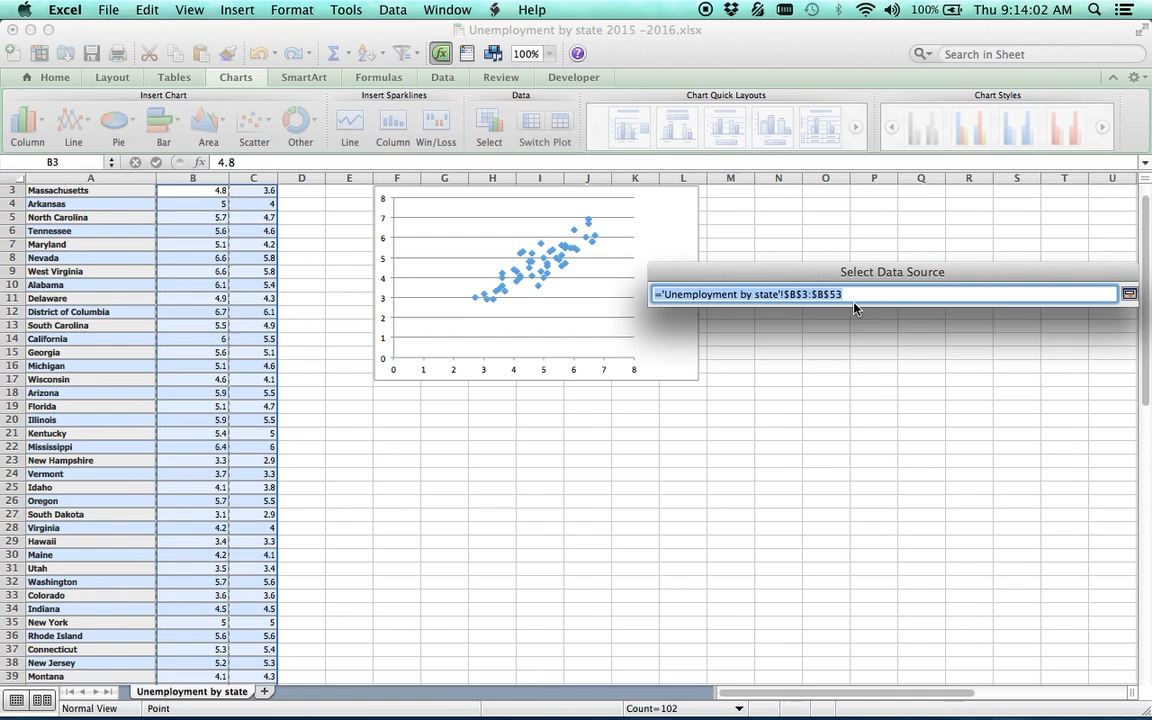 Excel File Edit View Insert Format Tools Data Window Help 100% Thu 9:14:02 AM
Unemployment by state 2015 -2016.xlsx
100% Search in Sheet
Home Layout Tables Charts SmartArt Formulas Data Review Developer
Insert Chart Insert Sparklines Data Chart Quick Layouts Chart Styles
Column Line Pie Bar Area Scatter Other Line Column Win/Loss Select Switch Plot
B3 fx 4.8
A B C D E F G H I J K L M N O P Q R S T U
3 Massachusetts 4.8 3.6
4 Arkansas 5 4
5 North Carolina 5.7 4.7
6 Tennessee 5.6 4.6
7 Maryland 5.1 4.2
8 Nevada 6.6 5.8
9 West Virginia 6.6 5.8
10 Alabama 6.1 5.4
11 Delaware 4.9 4.3
12 District of Columbia 6.7 6.1
13 South Carolina 5.5 4.9
14 California 6 5.5
15 Georgia 5.6 5.1
16 Michigan 5.1 4.6
17 Wisconsin 4.6 4.1
18 Arizona 5.9 5.5
19 Florida 5.1 4.7
20 Illinois 5.9 5.5
21 Kentucky 5.4 5
22 Mississippi 6.4 6
23 New Hampshire 3.3 2.9
24 Vermont 3.7 3.3
25 Idaho 4.1 3.8
26 Oregon 5.7 5.5
27 South Dakota 3.1 2.9
28 Virginia 4.2 4
29 Hawaii 3.4 3.3
30 Maine 4.2 4.1
31 Utah 3.5 3.4
32 Washington 5.7 5.6
33 Colorado 3.6 3.6
34 Indiana 4.5 4.5
35 New York 5 5
36 Rhode Island 5.6 5.6
37 Connecticut 5.3 5.4
38 New Jersey 5.2 5.3
39 Montana 4.1 4.3
8
7
6
5
4
3
2
1
0
0 1 2 3 4 5 6 7 8
Select Data Source
='Unemployment by state'!$B$3:$B$53
Unemployment by state
Normal View Point Count=102